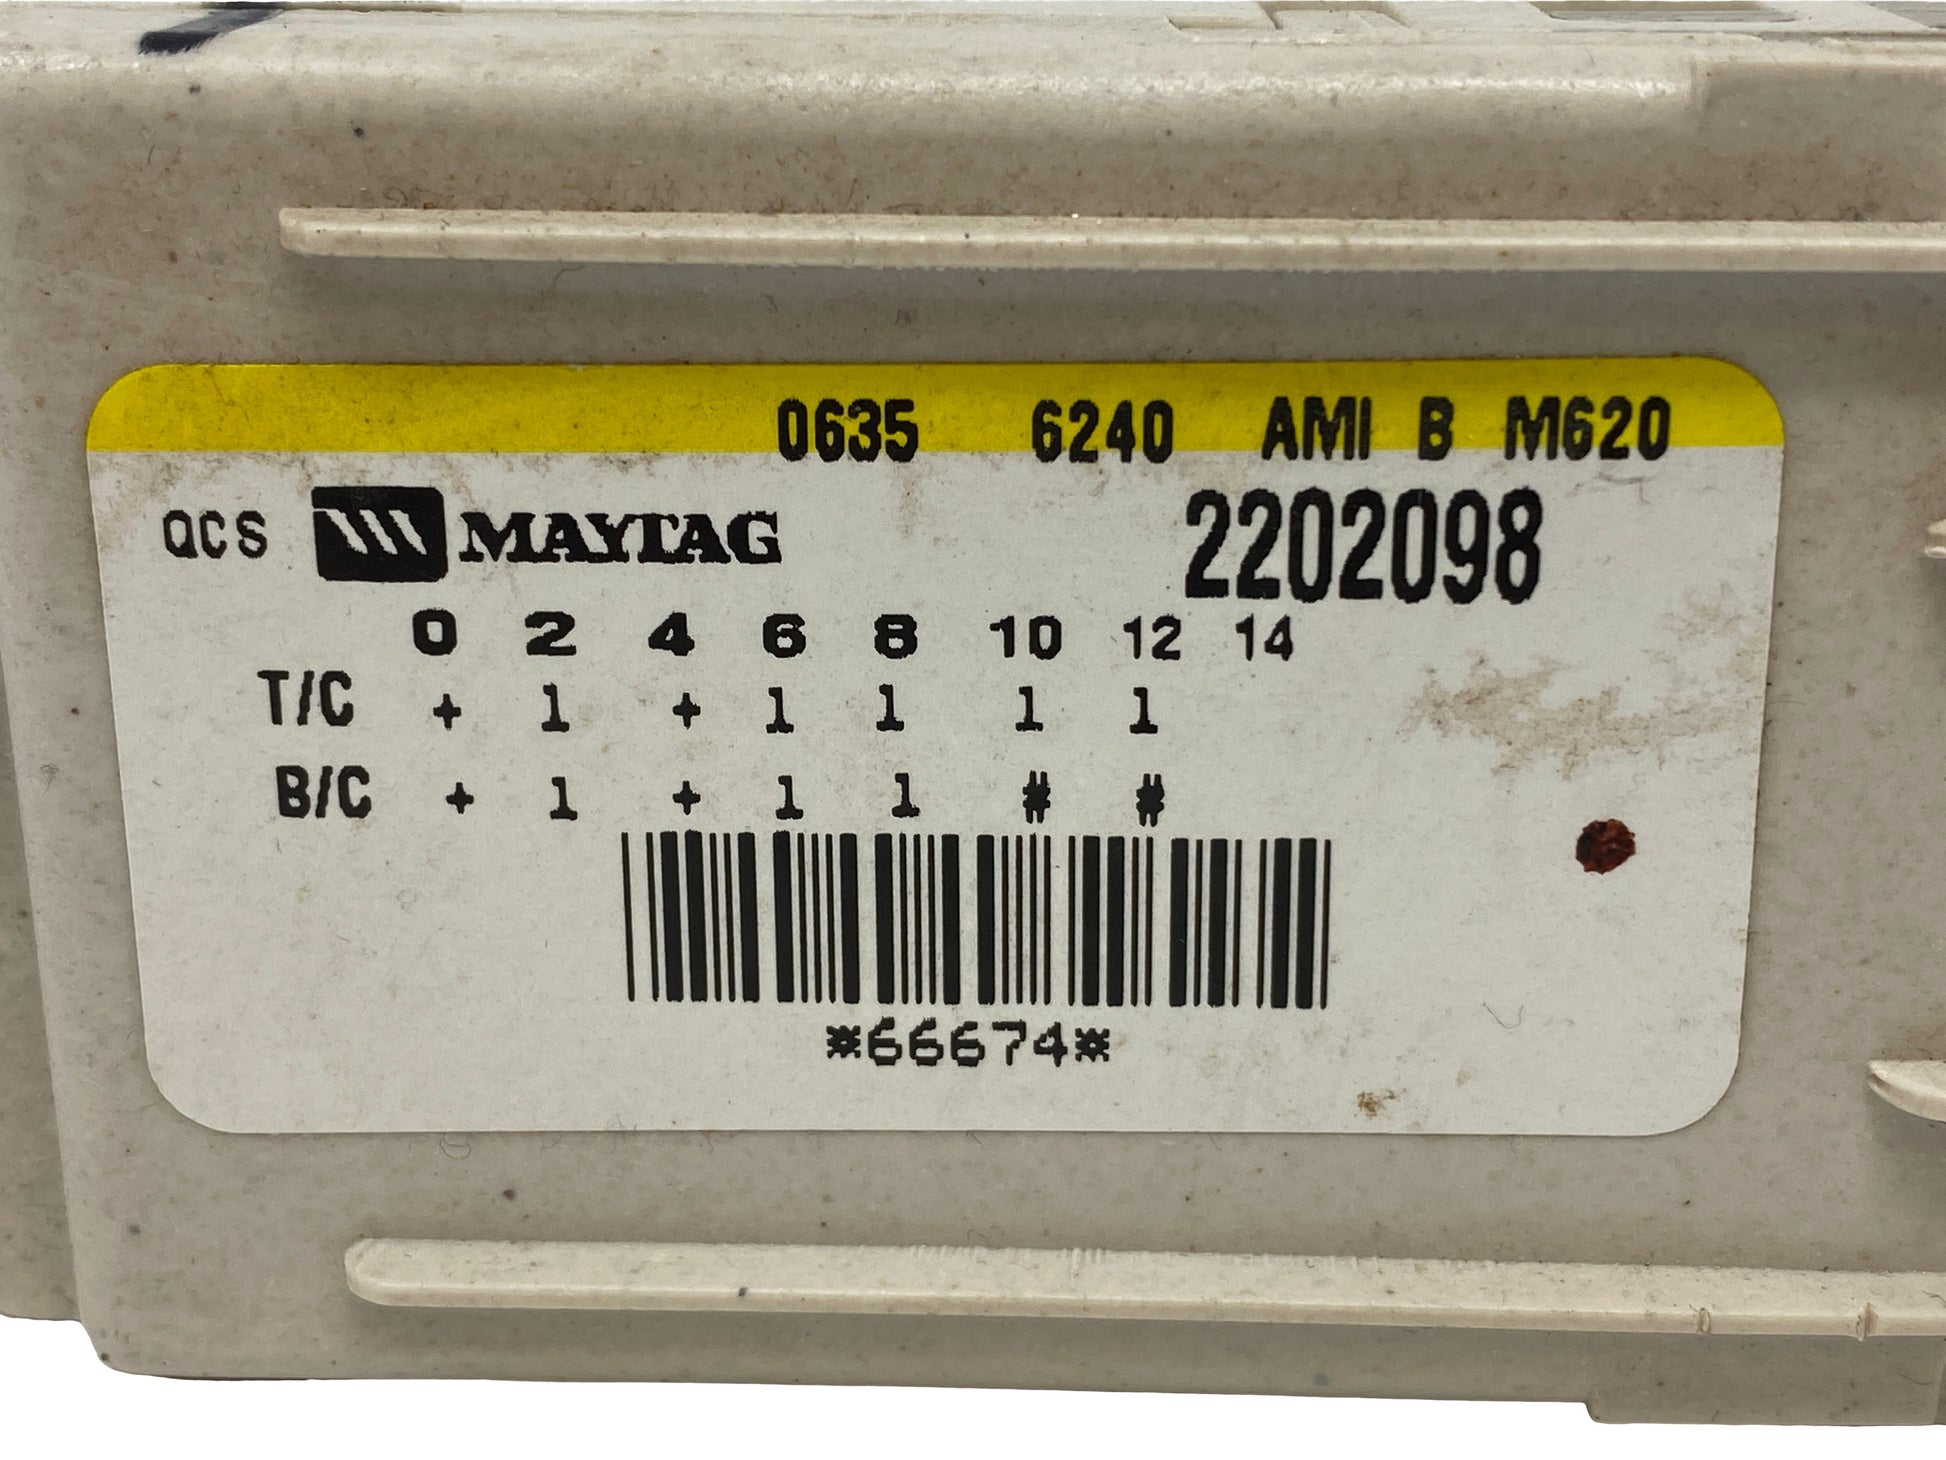 0635 6240 AMI B M620
QCS MAYTAG 2202098
0 2 4 6 8 10 12 14
T/C + 1 + 1 1 1 1
B/C + 1 + 1 1 # #
*66674*